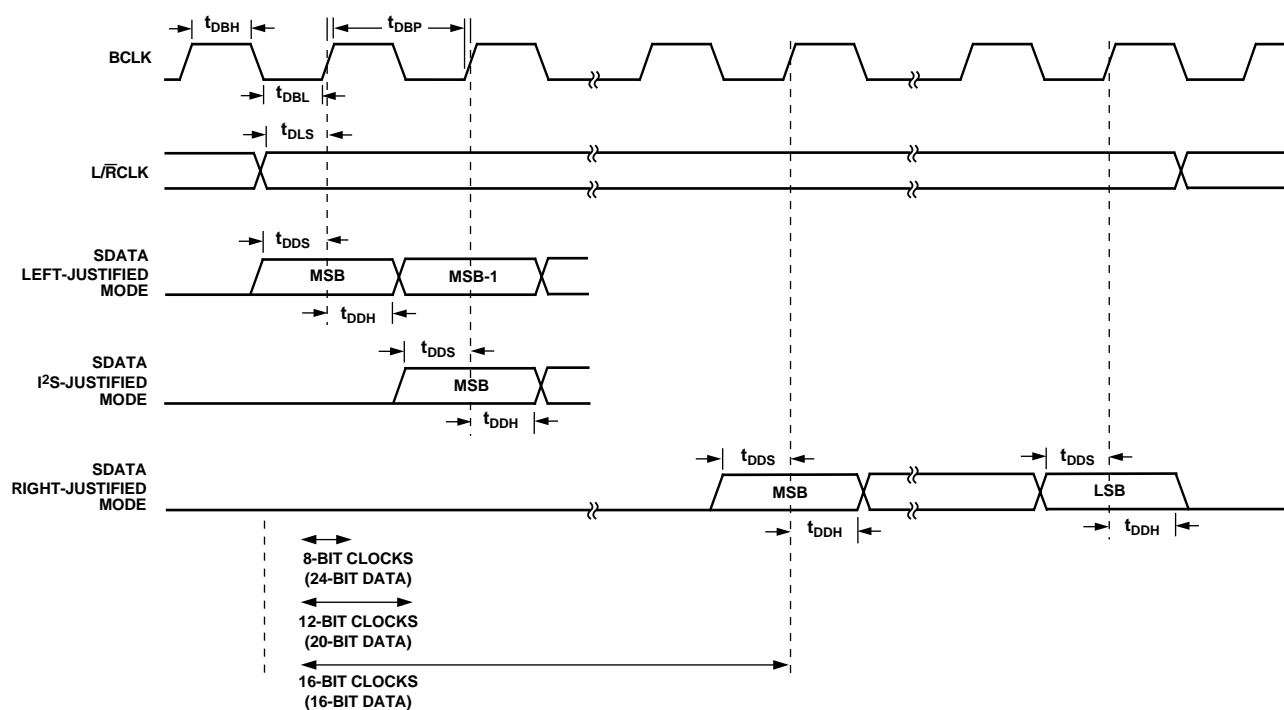 tDBH
tDBP
BCLK
tDBL
tDLS
L/R̅CLK
tDDS
SDATA
LEFT-JUSTIFIED
MODE
MSB
MSB-1
tDDH
SDATA
I²S-JUSTIFIED
MODE
tDDS
MSB
tDDH
SDATA
RIGHT-JUSTIFIED
MODE
tDDS
MSB
tDDH
tDDS
LSB
tDDH
8-BIT CLOCKS
(24-BIT DATA)
12-BIT CLOCKS
(20-BIT DATA)
16-BIT CLOCKS
(16-BIT DATA)